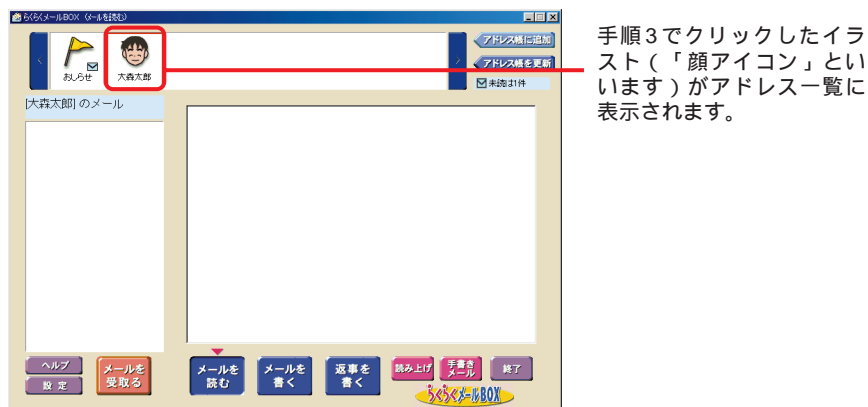 らくらくメールBOX (メールを読む)
アドレス帳に追加
アドレス帳を更新
未読は1件
おしらせ
大森太郎
[大森太郎] のメール
ヘルプ
設 定
メールを
受取る
メールを
読む
メールを
書く
返事を
書く
読み上げ
手書き
メール
終了
らくらくメールBOX
手順3でクリックしたイラ
スト(「顔アイコン」とい
います)がアドレス一覧に
表示されます。